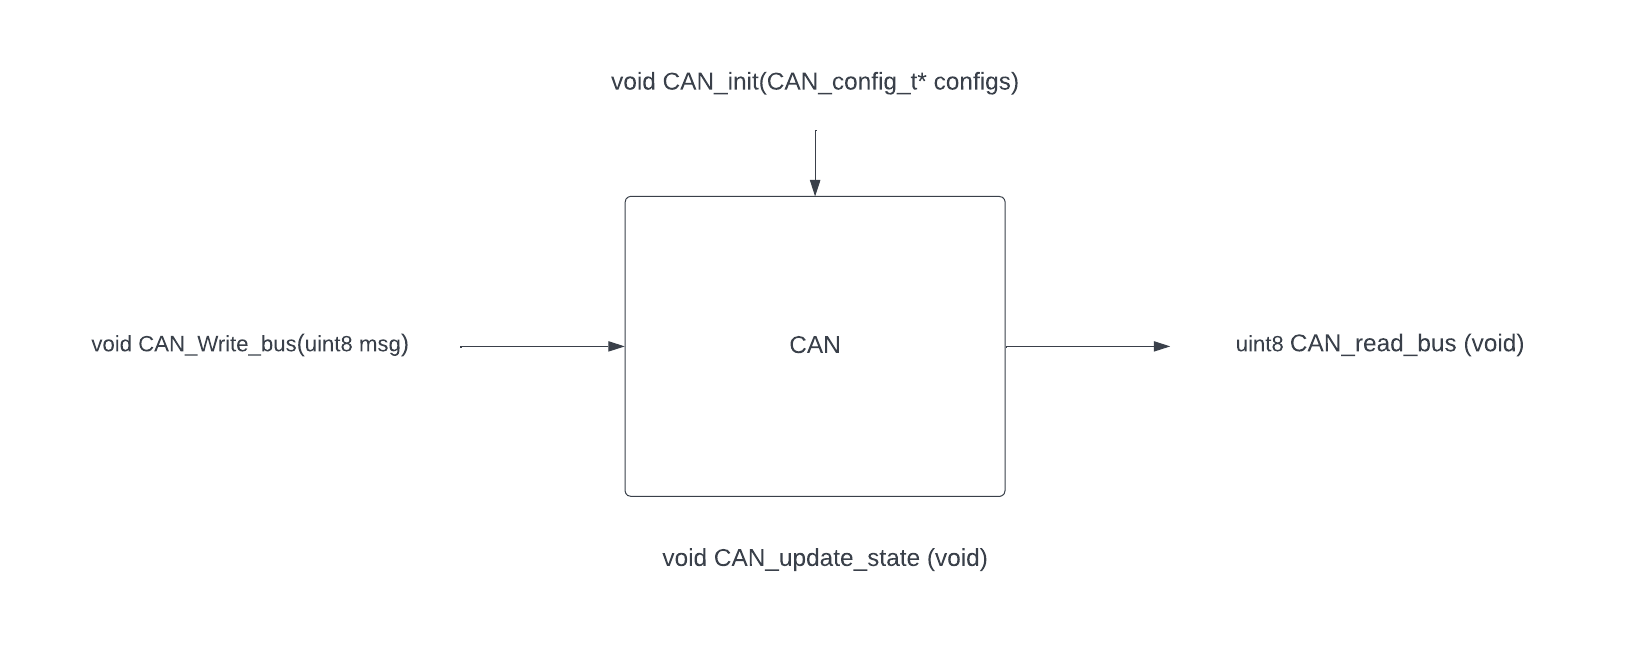 void CAN_init(CAN_config_t* configs)
void CAN_Write_bus(uint8 msg)
CAN
uint8 CAN_read_bus (void)
void CAN_update_state (void)